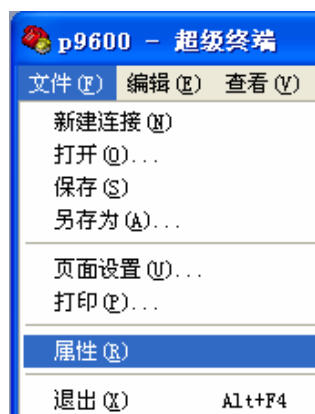 p9600 - 超级终端
文件(F) 编辑(E) 查看(V)
新建连接(N)
打开(O)...
保存(S)
另存为(A)...
页面设置(U)...
打印(P)...
属性(R)
退出(X) Alt+F4